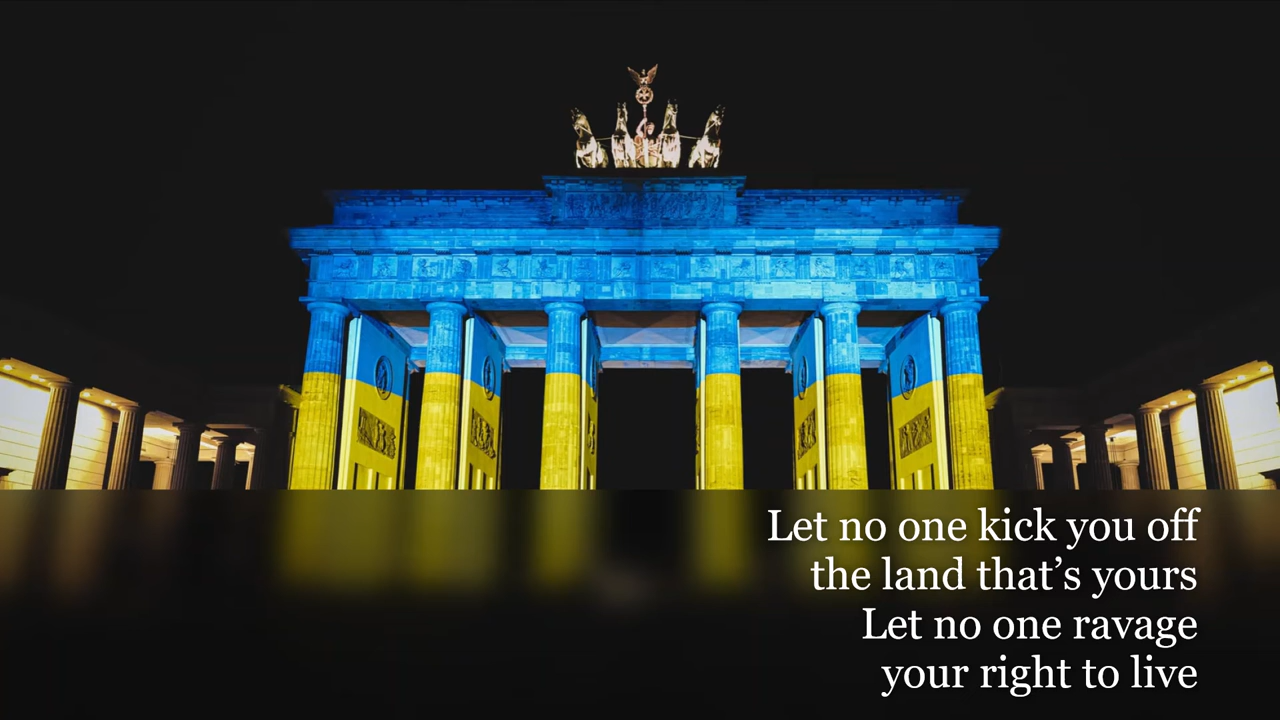 Let no one kick you off
the land that’s yours
Let no one ravage
your right to live